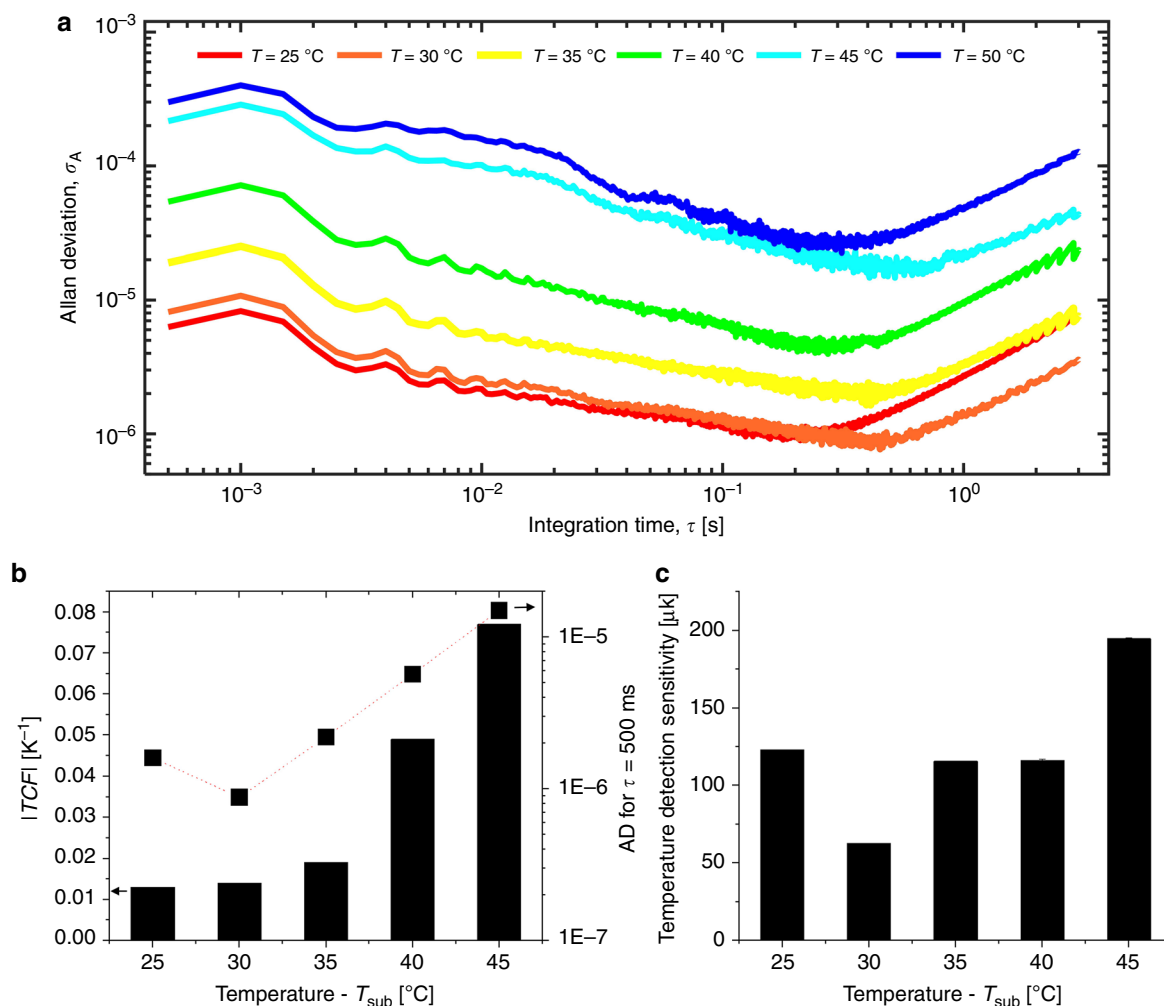 a
10⁻³
10⁻⁴
10⁻⁵
10⁻⁶
Allan deviation, σ_A
T = 25 °C T = 30 °C T = 35 °C T = 40 °C T = 45 °C T = 50 °C
10⁻³ 10⁻² 10⁻¹ 10⁰
Integration time, τ [s]
b
0.08
0.07
0.06
0.05
0.04
0.03
0.02
0.01
0.00
|TCF| [K⁻¹]
1E–5
1E–6
1E–7
AD for τ = 500 ms
25 30 35 40 45
Temperature - T_sub [°C]
c
200
150
100
50
0
Temperature detection sensitivity [μk]
25 30 35 40 45
Temperature - T_sub [°C]